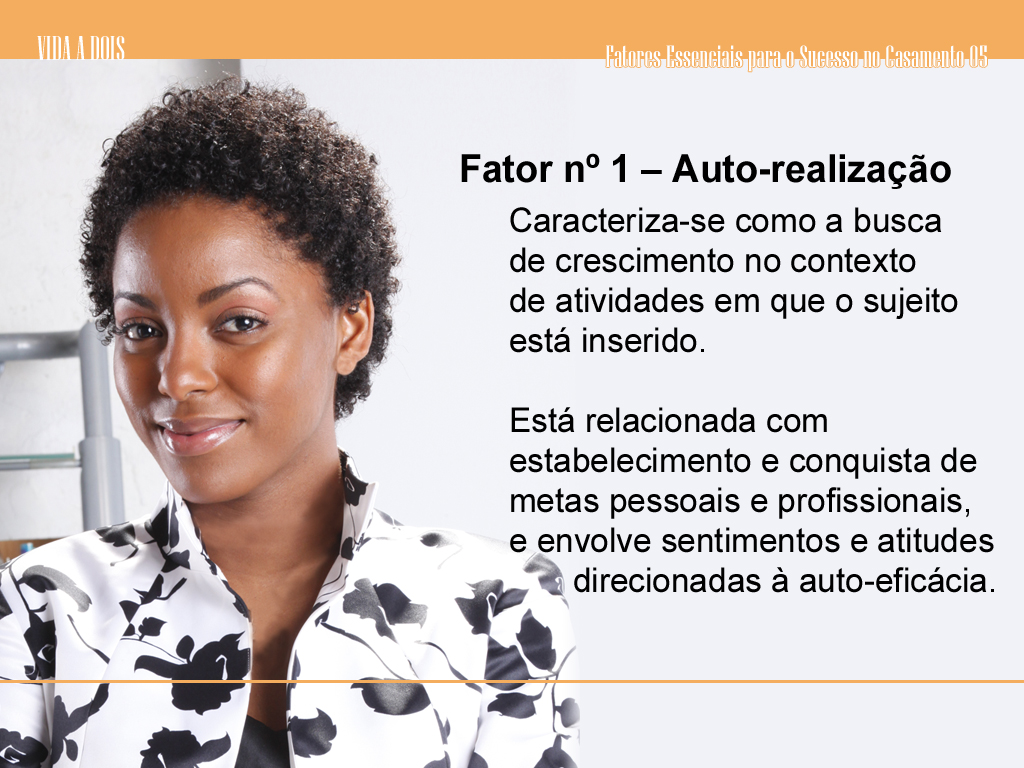 VIDA A DOIS
Fatores Essenciais para o Sucesso no Casamento 05
Fator nº 1 – Auto-realização
Caracteriza-se como a busca
de crescimento no contexto
de atividades em que o sujeito
está inserido.
Está relacionada com
estabelecimento e conquista de
metas pessoais e profissionais,
e envolve sentimentos e atitudes
direcionadas à auto-eficácia.